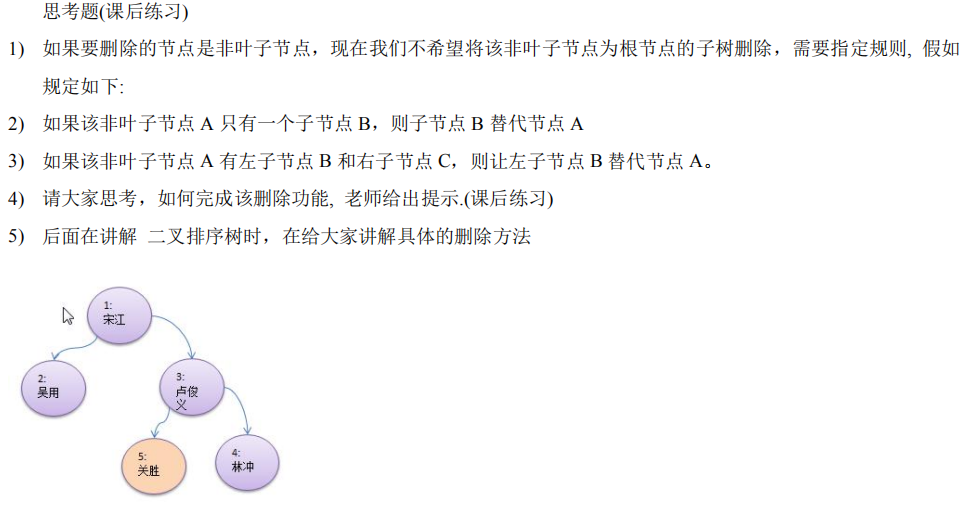 思考题(课后练习)
1) 如果要删除的节点是非叶子节点，现在我们不希望将该非叶子节点为根节点的子树删除，需要指定规则, 假如
规定如下:
2) 如果该非叶子节点 A 只有一个子节点 B，则子节点 B 替代节点 A
3) 如果该非叶子节点 A 有左子节点 B 和右子节点 C，则让左子节点 B 替代节点 A。
4) 请大家思考，如何完成该删除功能, 老师给出提示.(课后练习)
5) 后面在讲解 二叉排序树时，在给大家讲解具体的删除方法
1:
宋江
2:
吴用
3:
卢俊
义
5:
关胜
4:
林冲